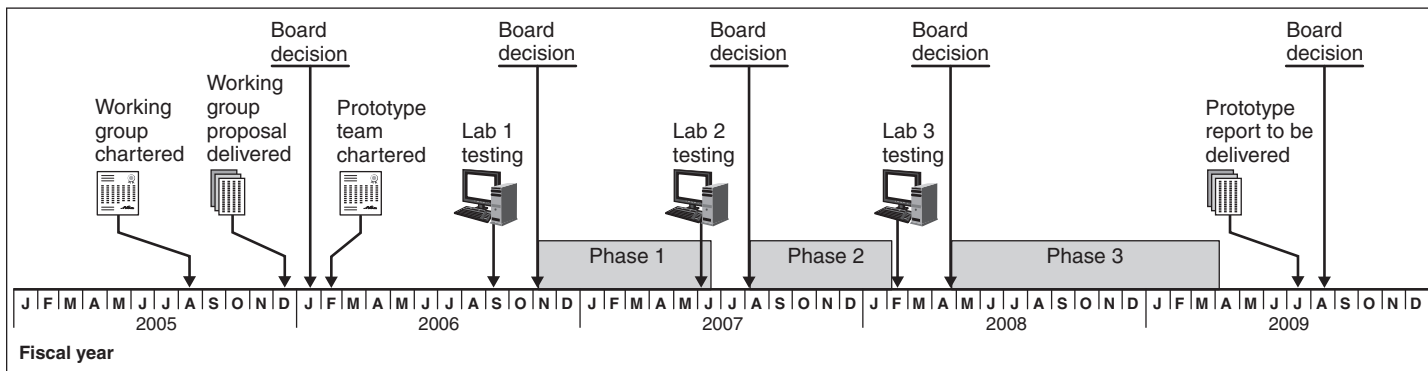 Board
decision
Board
decision
Board
decision
Board
decision
Board
decision
Working
group
chartered
Working
group
proposal
delivered
Prototype
team
chartered
Lab 1
testing
Lab 2
testing
Lab 3
testing
Prototype
report to be
delivered
Phase 1
Phase 2
Phase 3
J F M A M J J A S O N D J F M A M J J A S O N D J F M A M J J A S O N D J F M A M J J A S O N D J F M A M J J A S O N D
2005 2006 2007 2008 2009
Fiscal year